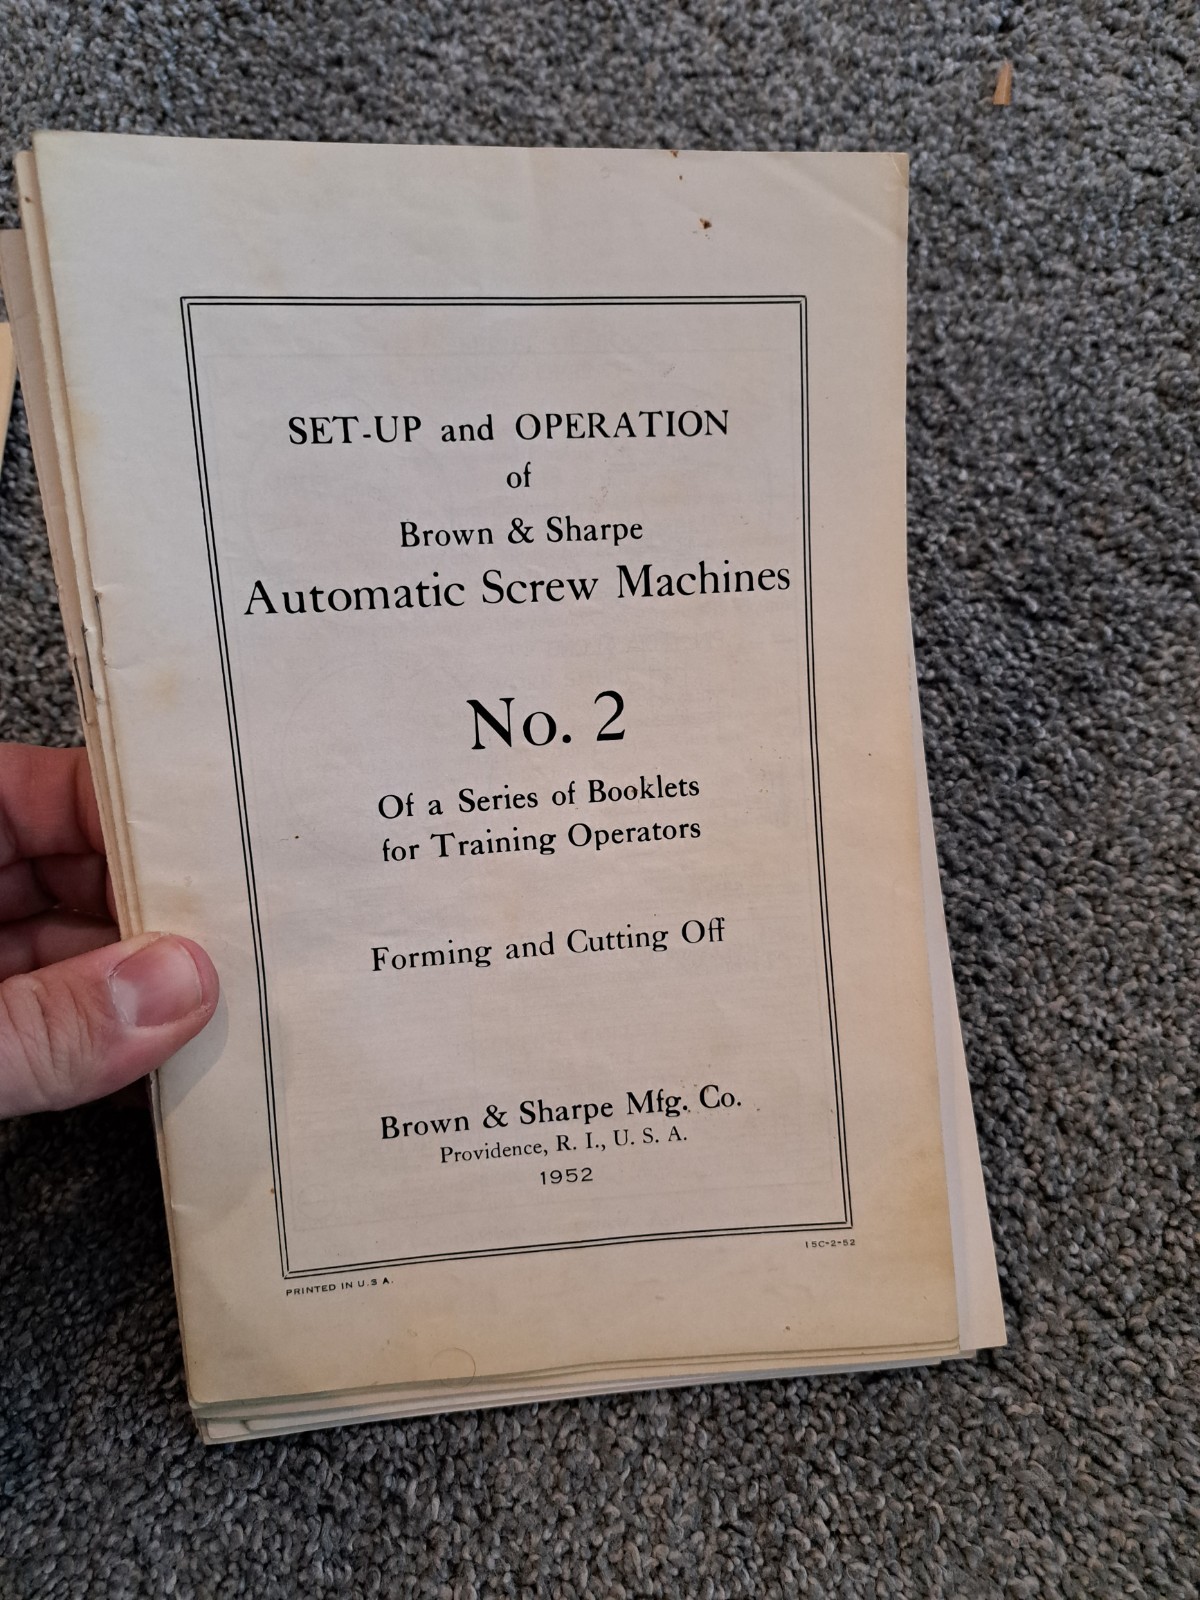 SET-UP and OPERATION
of
Brown & Sharpe
Automatic Screw Machines
No. 2
Of a Series of Booklets
for Training Operators
Forming and Cutting Off
Brown & Sharpe Mfg. Co.
Providence, R. I., U. S. A.
1952
15C-2-52
PRINTED IN U.S A.